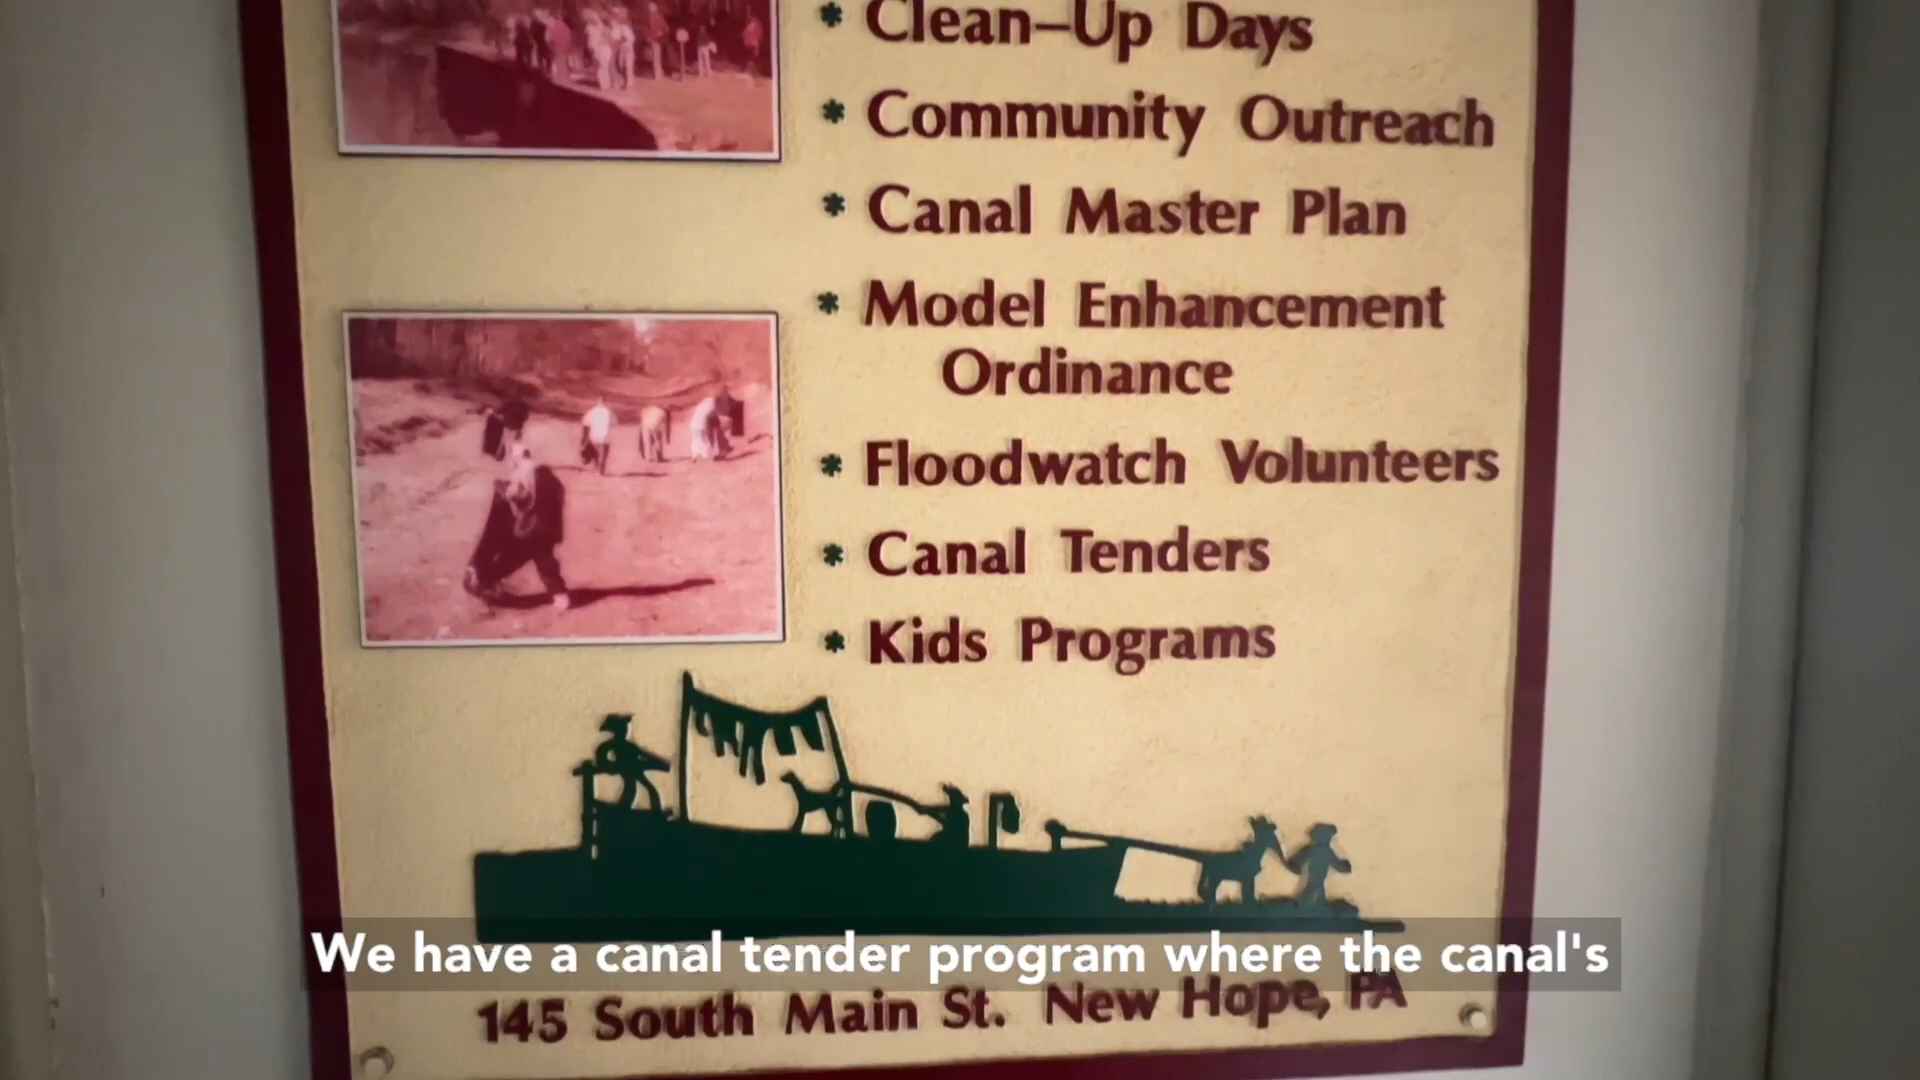 * Clean-Up Days
* Community Outreach
* Canal Master Plan
* Model Enhancement
Ordinance
* Floodwatch Volunteers
* Canal Tenders
* Kids Programs
We have a canal tender program where the canal's
145 South Main St. New Hope, PA